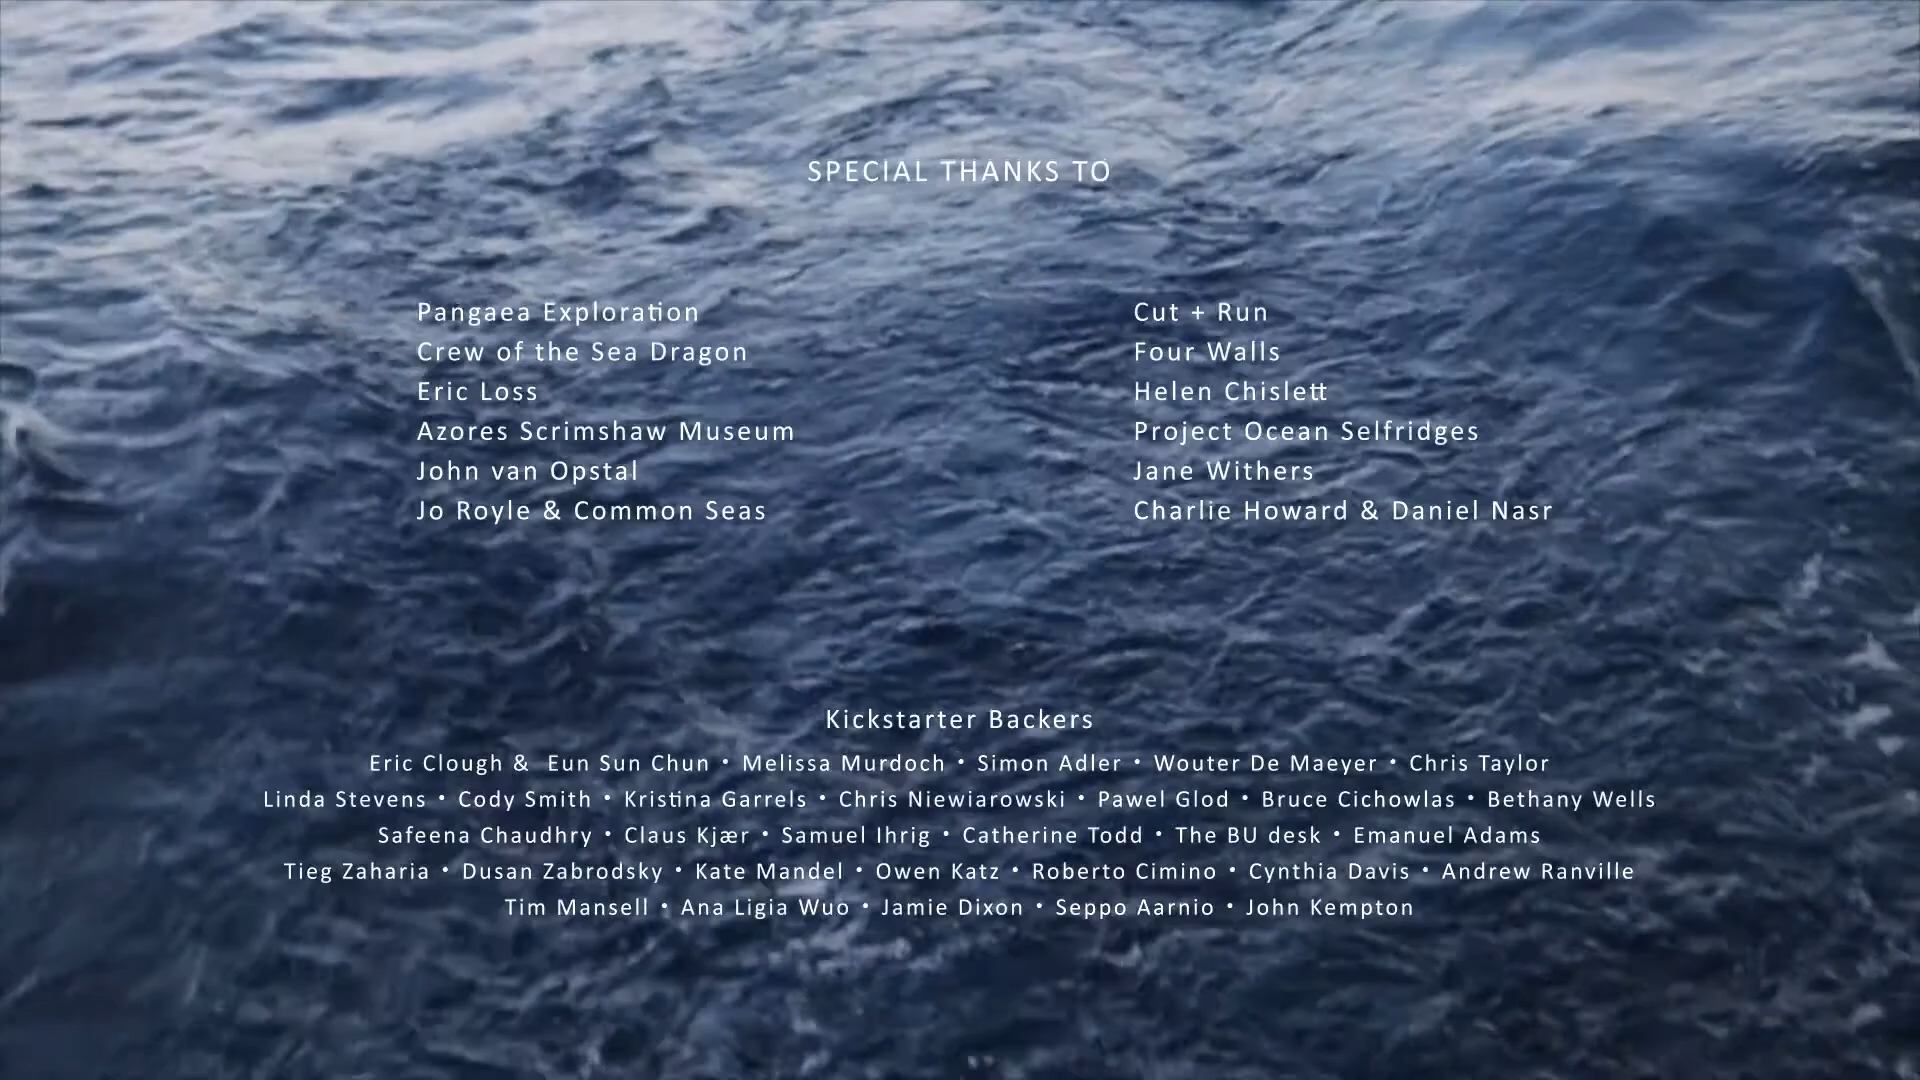 SPECIAL THANKS TO
Pangaea Exploration
Crew of the Sea Dragon
Eric Loss
Azores Scrimshaw Museum
John van Opstal
Jo Royle & Common Seas
Cut + Run
Four Walls
Helen Chislett
Project Ocean Selfridges
Jane Withers
Charlie Howard & Daniel Nasr
Kickstarter Backers
Eric Clough & Eun Sun Chun • Melissa Murdoch • Simon Adler • Wouter De Maeyer • Chris Taylor
Linda Stevens • Cody Smith • Kristina Garrels • Chris Niewiarowski • Pawel Glod • Bruce Cichowlas • Bethany Wells
Safeena Chaudhry • Claus Kjær • Samuel Ihrig • Catherine Todd • The BU desk • Emanuel Adams
Tieg Zaharia • Dusan Zabrodsky • Kate Mandel • Owen Katz • Roberto Cimino • Cynthia Davis • Andrew Ranville
Tim Mansell • Ana Ligia Wuo • Jamie Dixon • Seppo Aarnio • John Kempton